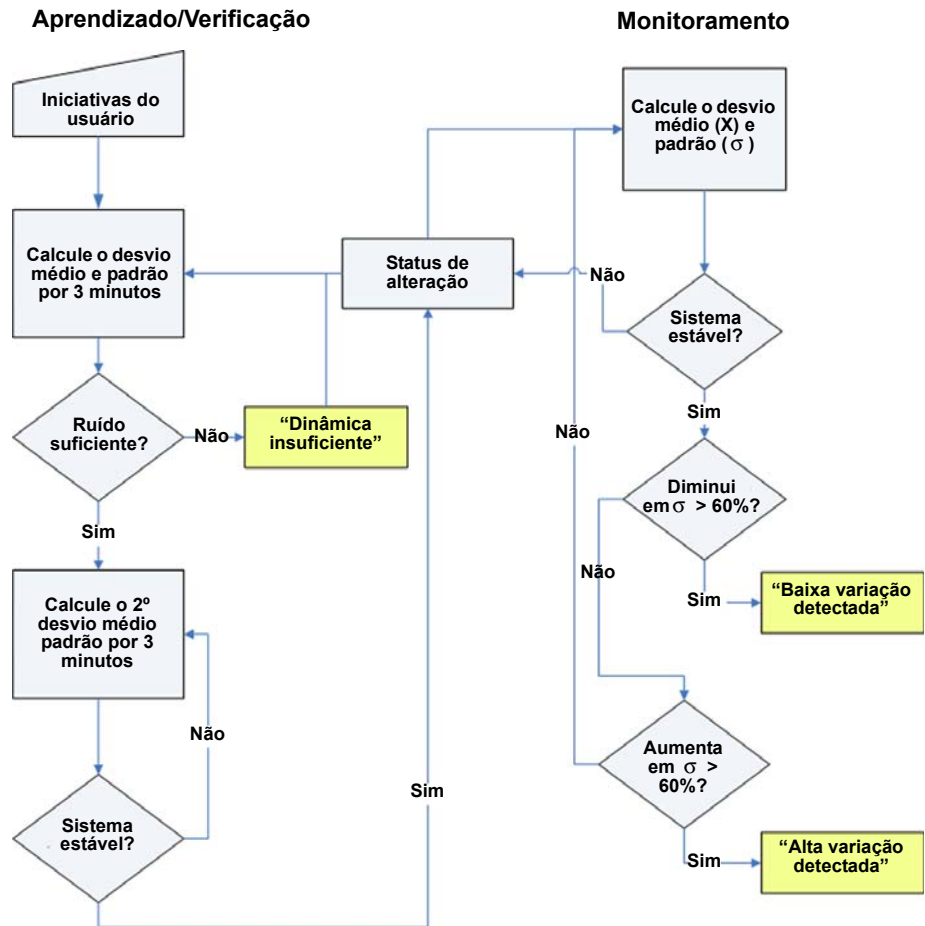 Aprendizado/Verificação
Monitoramento
Iniciativas do
usuário
Calcule o desvio
médio (X) e
padrão (σ)
Calcule o desvio
médio e padrão
por 3 minutos
Status de
alteração
Não
Sistema
estável?
Ruído
suficiente?
Não
“Dinâmica
insuficiente”
Sim
Não
Diminui
em σ > 60%?
Sim
Não
Sim
“Baixa variação
detectada”
Calcule o 2º
desvio médio
padrão por 3
minutos
Não
Aumenta
em σ >
60%?
Sim
Sistema
estável?
Sim
“Alta variação
detectada”